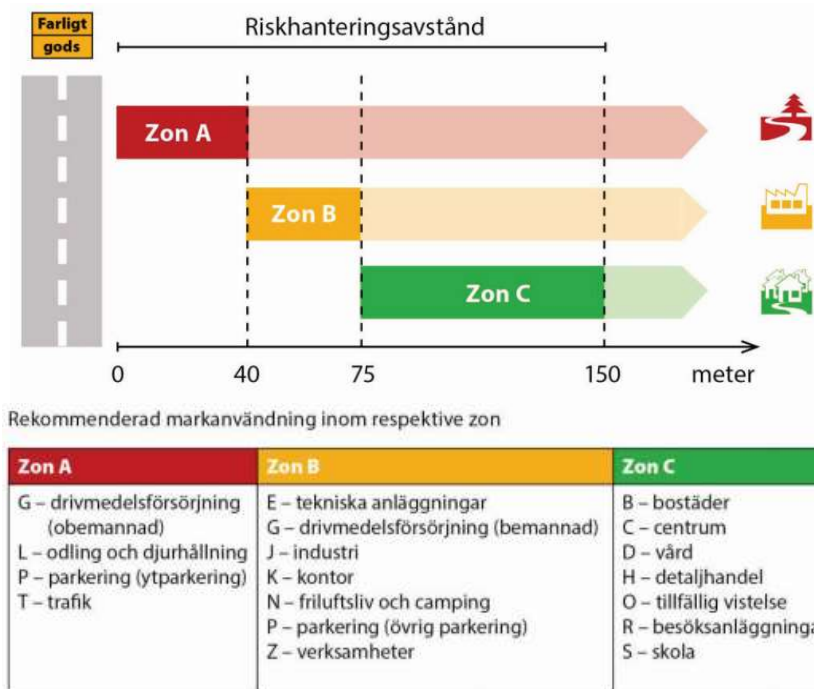 Farligt
gods
Riskhanteringsavstånd
Zon A
Zon B
Zon C
0 40 75 150 meter
Rekommenderad markanvändning inom respektive zon
Zon A
G – drivmedelsförsörjning
(obemannad)
L – odling och djurhållning
P – parkering (ytparkering)
T – trafik
Zon B
E – tekniska anläggningar
G – drivmedelsförsörjning (bemannad)
J – industri
K – kontor
N – friluftsliv och camping
P – parkering (övrig parkering)
Z – verksamheter
Zon C
B – bostäder
C – centrum
D – vård
H – detaljhandel
O – tillfällig vistelse
R – besöksanläggninga
S – skola